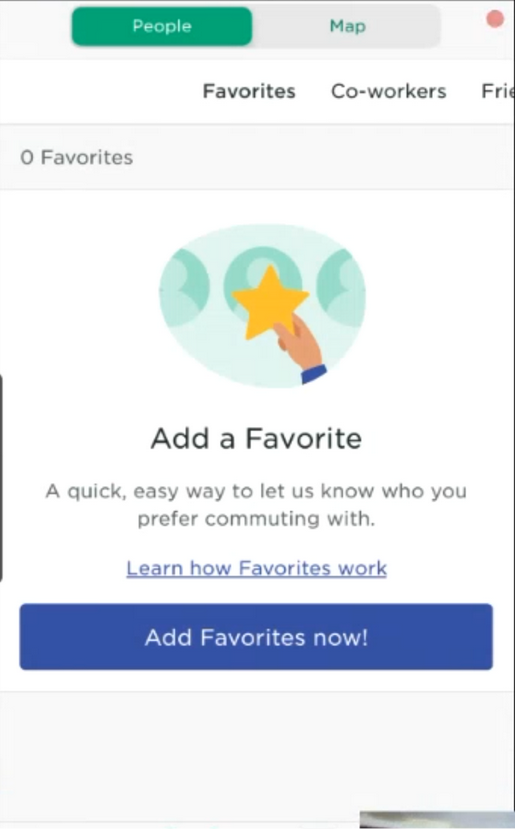 People Map
Favorites Co-workers Frie
0 Favorites
Add a Favorite
A quick, easy way to let us know who you
prefer commuting with.
Learn how Favorites work
Add Favorites now!